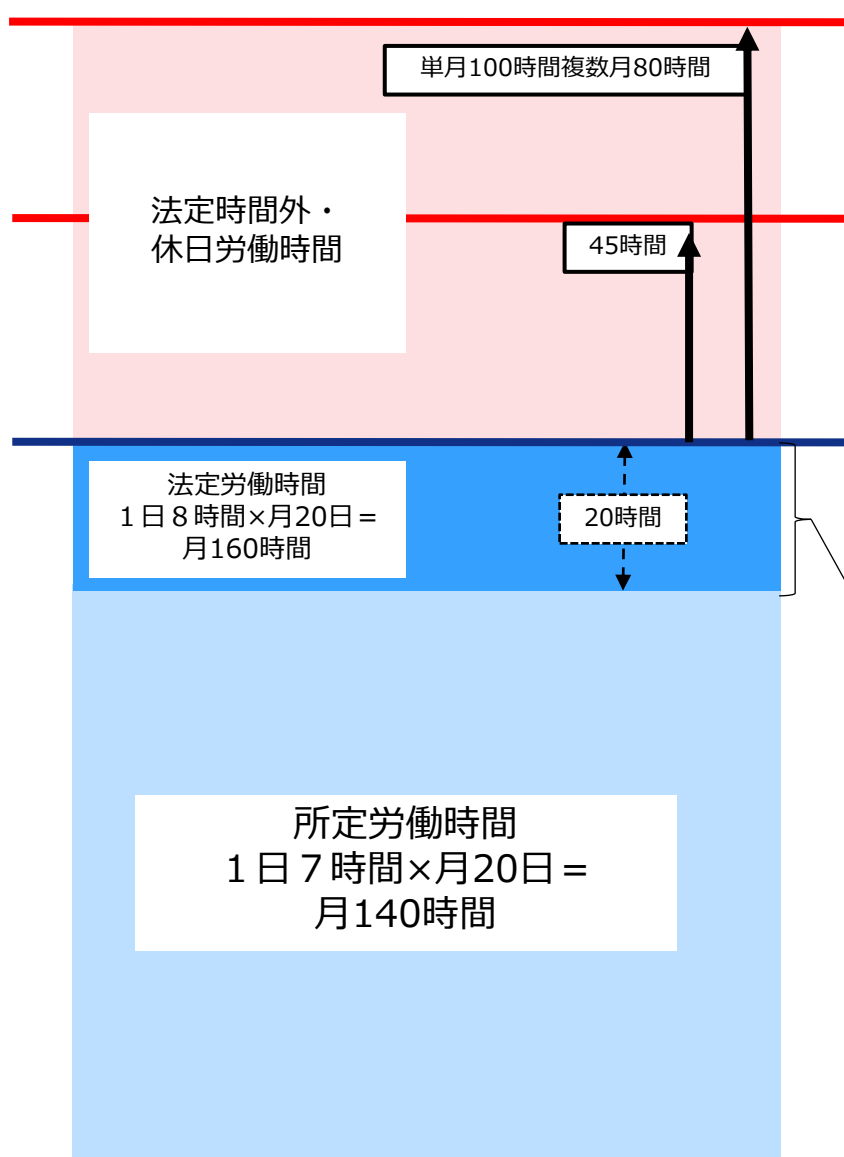 単月100時間複数月80時間
法定時間外・
休日労働時間
45時間
法定労働時間
１日８時間×月20日＝
月160時間
20時間
所定労働時間
１日７時間×月20日＝
月140時間